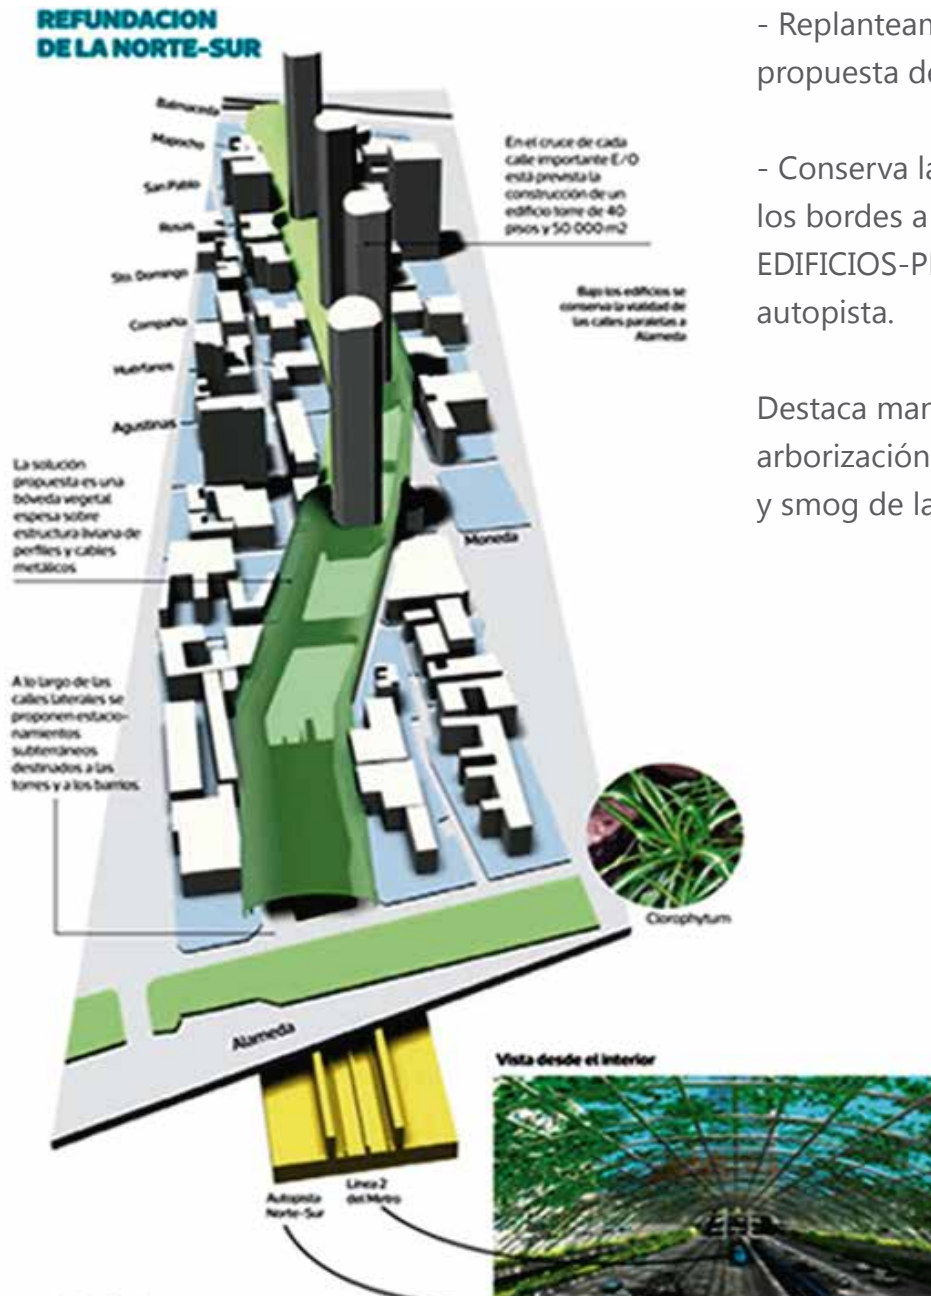 REFUNDACION
DE LA NORTE-SUR
Balmaceda
Mapocho
San Pablo
Rosas
Sto. Domingo
Compañia
Huerfanos
Agustinas
En el cruce de cada
calle importante E/O
está prevista la
construcción de un
edificio torre de 40
pisos y 50 000 m2
Bajo los edificios se
conserva la vialidad de
las calles paralelas a
Alameda
La solución
propuesta es una
bóveda vegetal
espesa sobre
estructura liviana de
perfiles y cables
metálicos
Moneda
A lo largo de las
calles laterales se
proponen estacio-
namientos
subterráneos
destinados a las
torres y a los barrios.
Clorophytum
Alameda
Autopista
Norte-Sur
Línea 2
del Metro
Vista desde el interior
- Replantean
propuesta de
- Conserva la
los bordes a
EDIFICIOS-P
autopista.
Destaca man
arborización
y smog de la